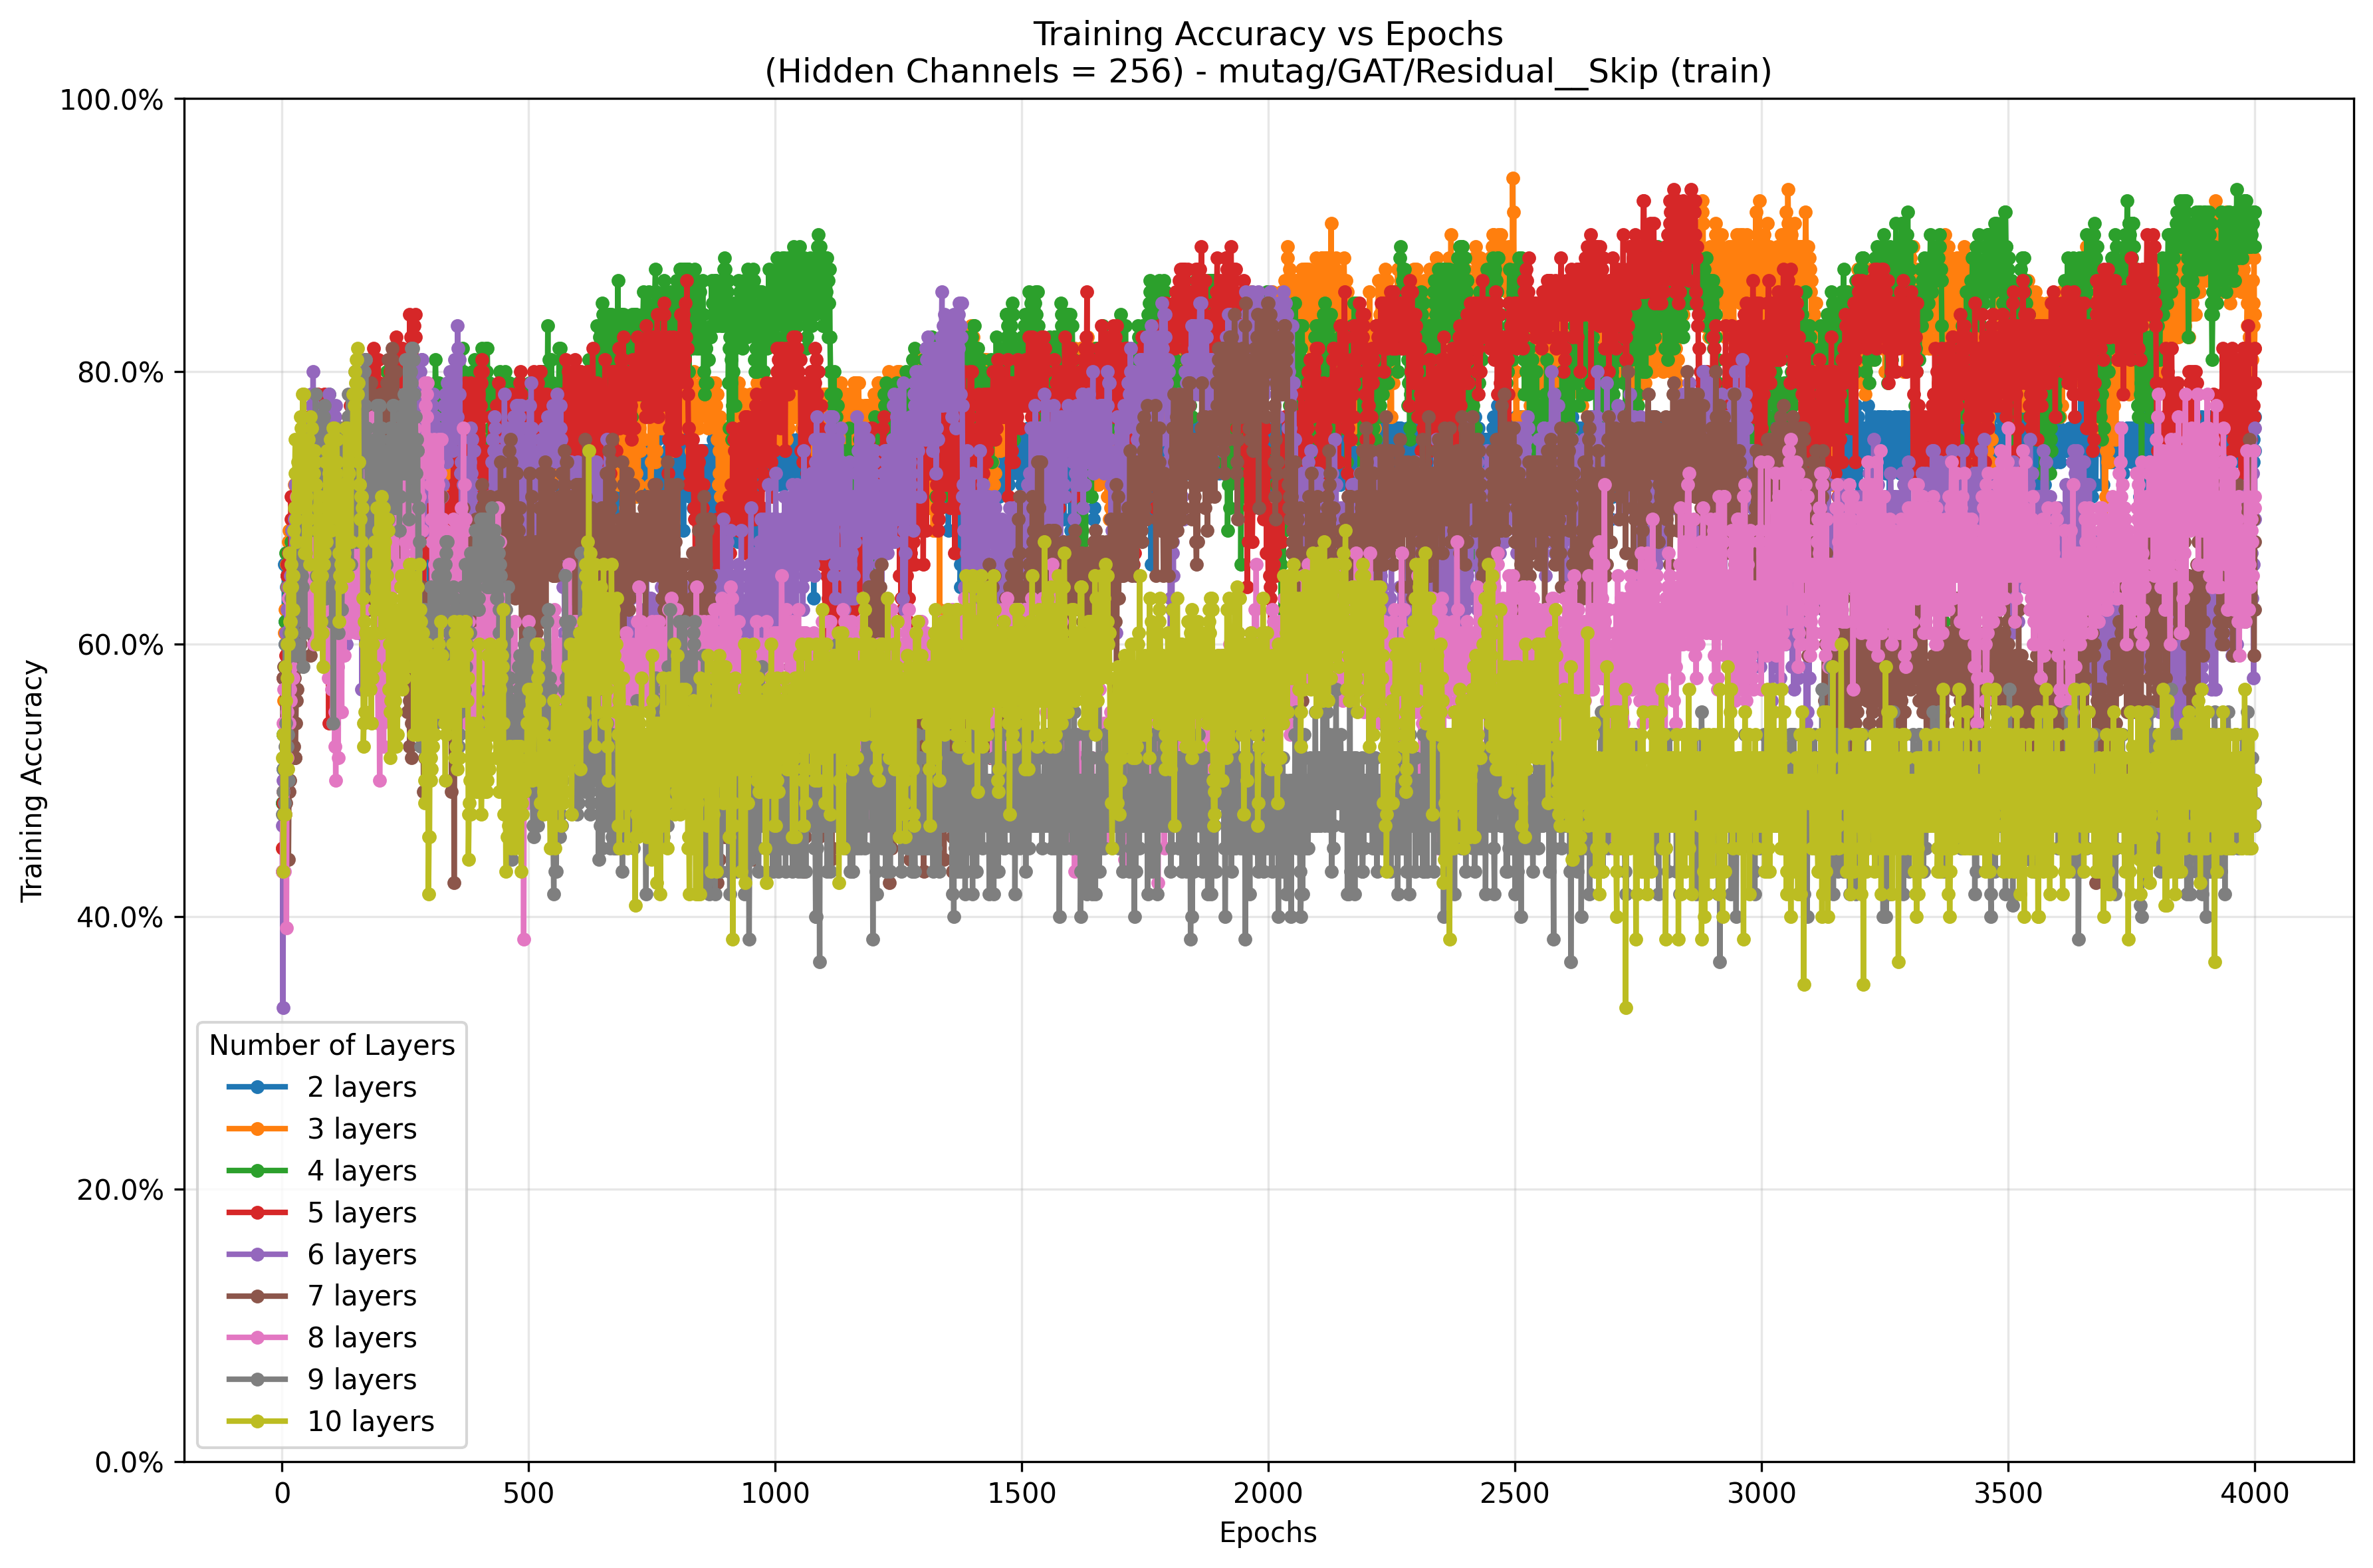 Training Accuracy vs Epochs
(Hidden Channels = 256) - mutag/GAT/Residual__Skip (train)
100.0%
80.0%
60.0%
40.0%
20.0%
0.0%
Training Accuracy
Number of Layers
2 layers
3 layers
4 layers
5 layers
6 layers
7 layers
8 layers
9 layers
10 layers
0 500 1000 1500 2000 2500 3000 3500 4000
Epochs